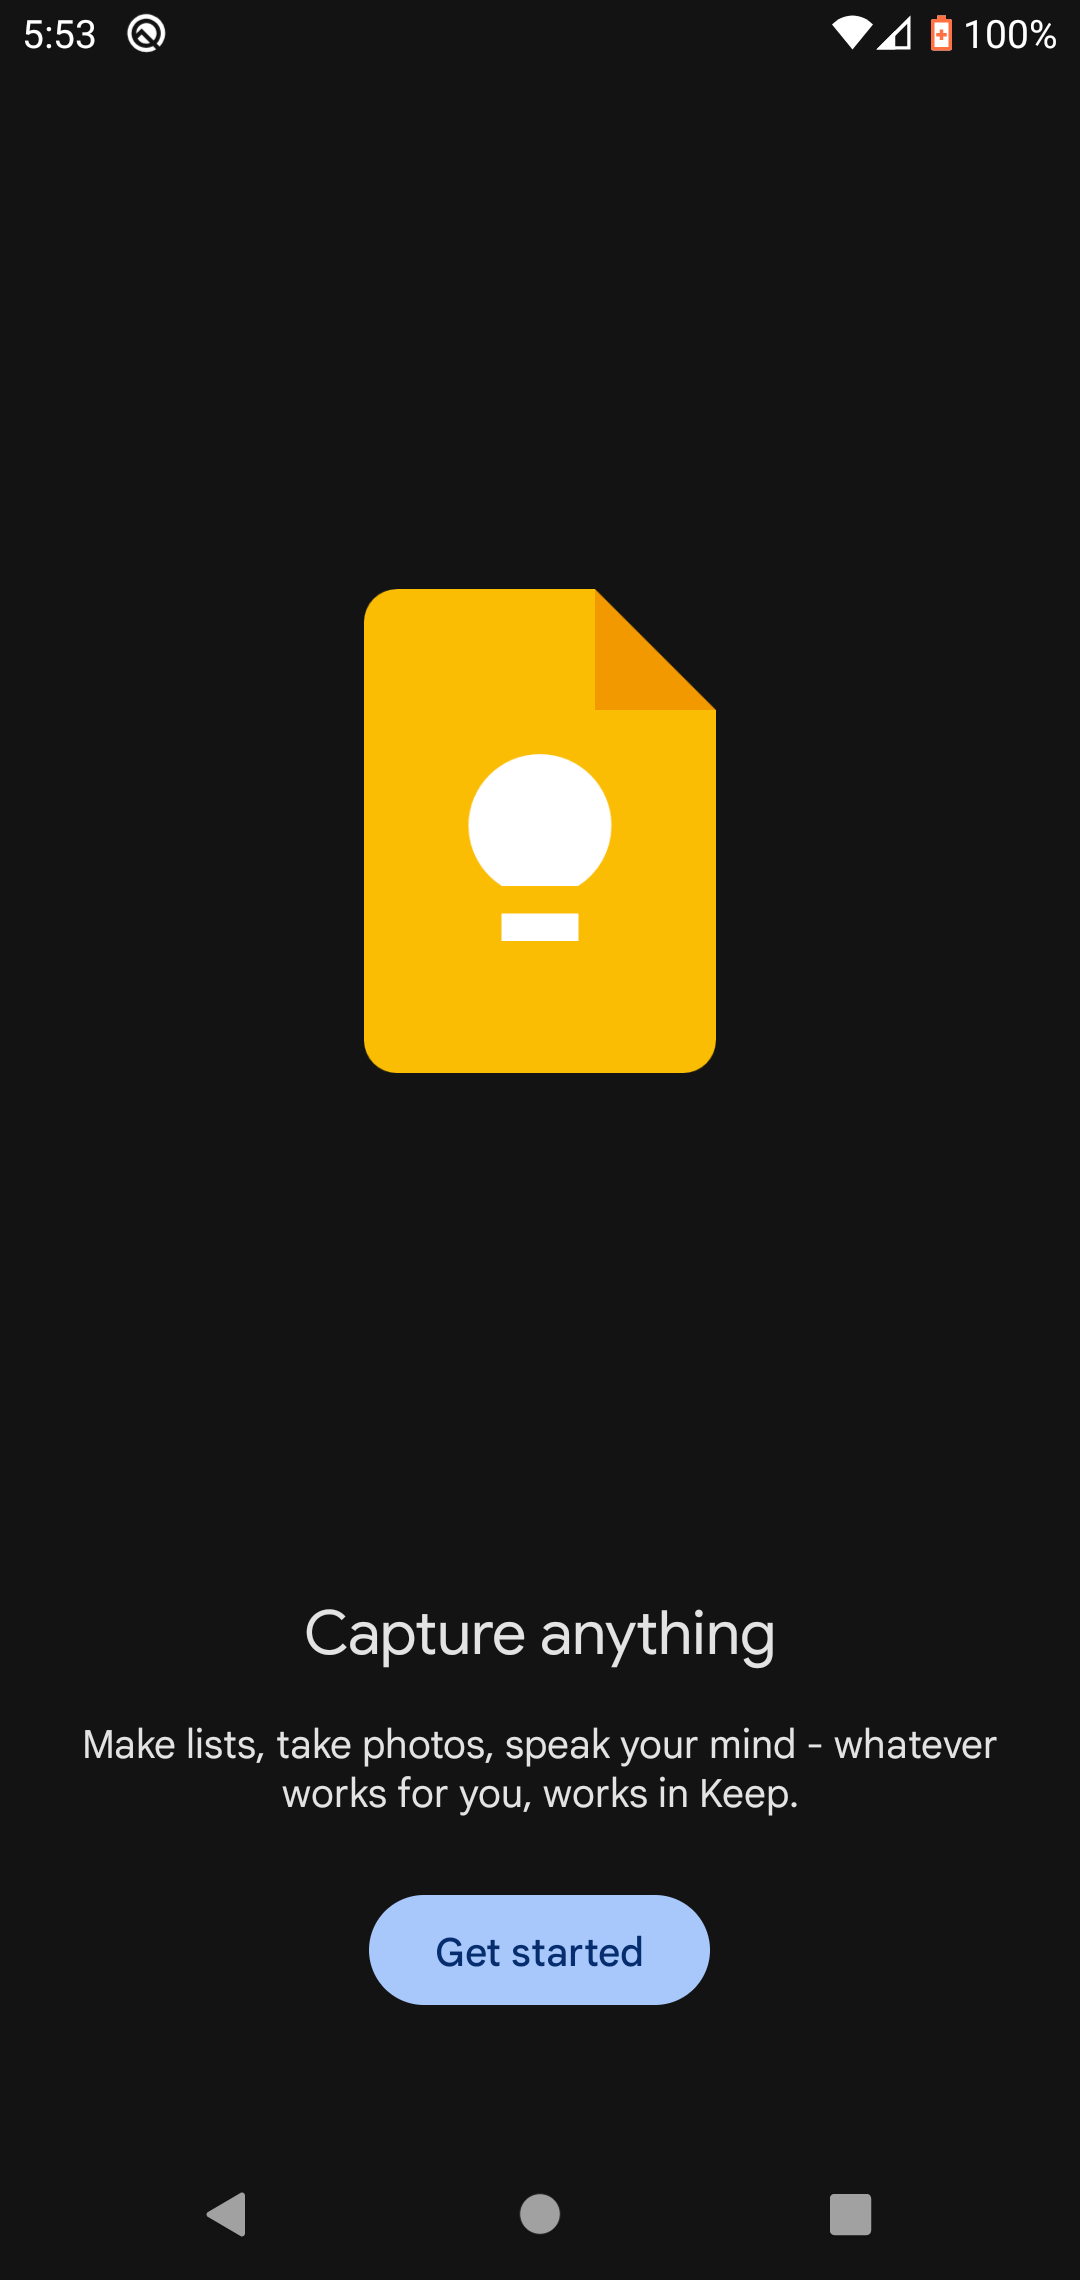 5:53
100%
Capture anything
Make lists, take photos, speak your mind - whatever
works for you, works in Keep.
Get started